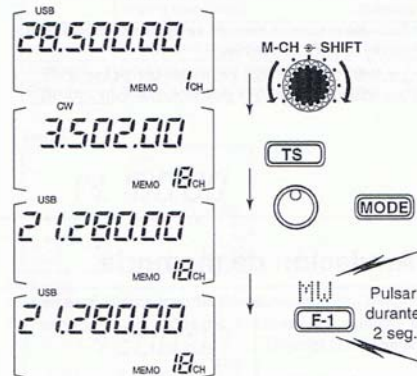 USB
28.500.00
MEMO 1CH
M-CH SHIFT
CW
3.502.00
MEMO 18CH
TS
USB
21.280.00
MEMO 18CH
MODE
USB
21.280.00
MEMO 18CH
MW
F-1
Pulsar
durante
2 seg.